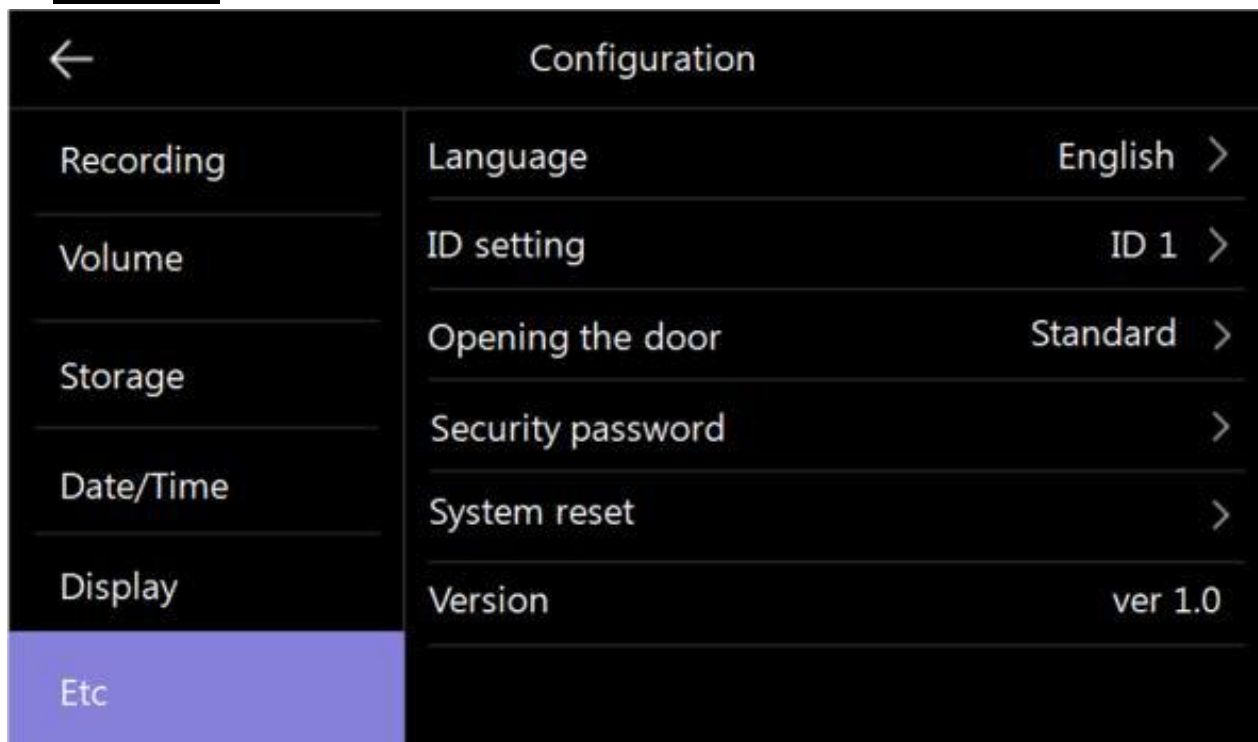 Configuration
Recording
Volume
Storage
Date/Time
Display
Etc
Language English
ID setting ID 1
Opening the door Standard
Security password
System reset
Version ver 1.0